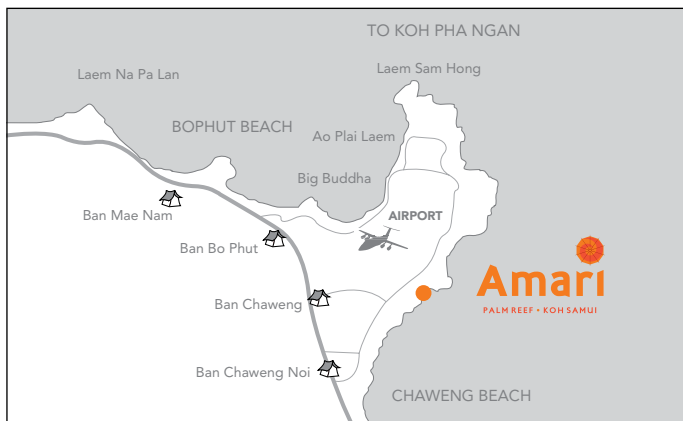 TO KOH PHA NGAN
Laem Sam Hong
Laem Na Pa Lan
BOPHUT BEACH
Ao Plai Laem
Big Buddha
Ban Mae Nam
AIRPORT
Ban Bo Phut
Amari
PALM REEF • KOH SAMUI
Ban Chaweng
Ban Chaweng Noi
CHAWENG BEACH